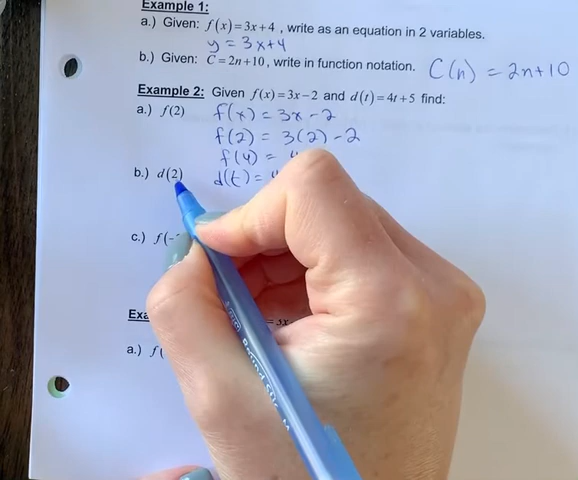 Example 1:
a.) Given: f(x)=3x+4 , write as an equation in 2 variables.
y = 3x+4
b.) Given: C=2n+10, write in function notation. C(n) = 2n+10
Example 2: Given f(x)=3x−2 and d(t)=4t+5 find:
a.) f(2) f(x) = 3x - 2
f(2) = 3(2) - 2
f(4) =
b.) d(2) d(t) =
c.) f(-
a.) f(
Round Stic M